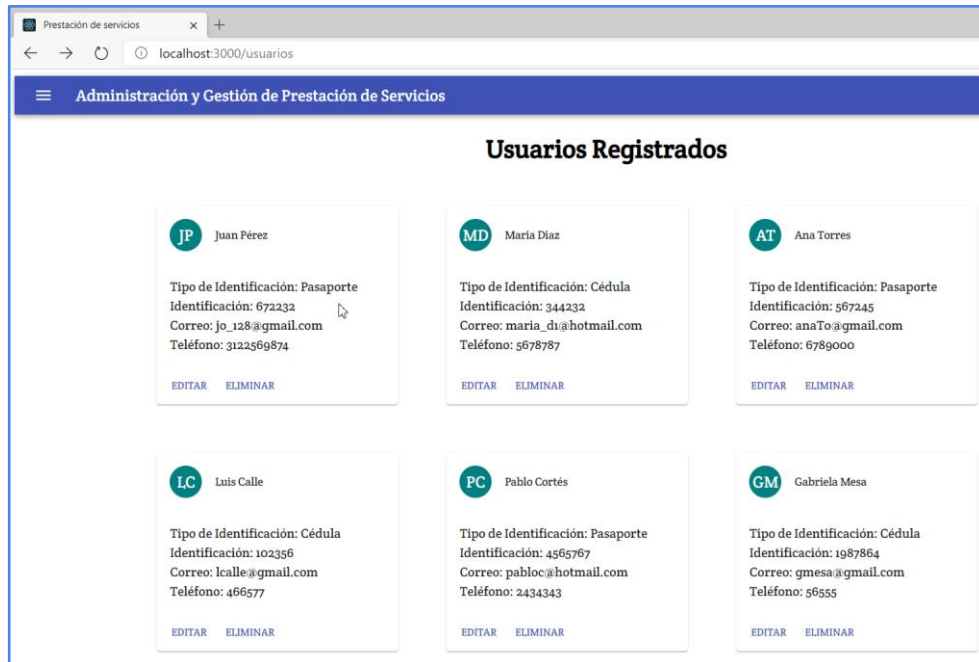 Prestación de servicios
localhost:3000/usuarios
Administración y Gestión de Prestación de Servicios
Usuarios Registrados
JP Juan Pérez
Tipo de Identificación: Pasaporte
Identificación: 672232
Correo: jo_128@gmail.com
Teléfono: 3122569874
EDITAR ELIMINAR
MD Maria Diaz
Tipo de Identificación: Cédula
Identificación: 344232
Correo: maria_d1@hotmail.com
Teléfono: 5678787
EDITAR ELIMINAR
AT Ana Torres
Tipo de Identificación: Pasaporte
Identificación: 567245
Correo: anaTo@gmail.com
Teléfono: 6789000
EDITAR ELIMINAR
LC Luis Calle
Tipo de Identificación: Cédula
Identificación: 102356
Correo: lcalle@gmail.com
Teléfono: 466577
EDITAR ELIMINAR
PC Pablo Cortés
Tipo de Identificación: Pasaporte
Identificación: 4565767
Correo: pabloc@hotmail.com
Teléfono: 2434343
EDITAR ELIMINAR
GM Gabriela Mesa
Tipo de Identificación: Cédula
Identificación: 1987864
Correo: gmesa@gmail.com
Teléfono: 56555
EDITAR ELIMINAR